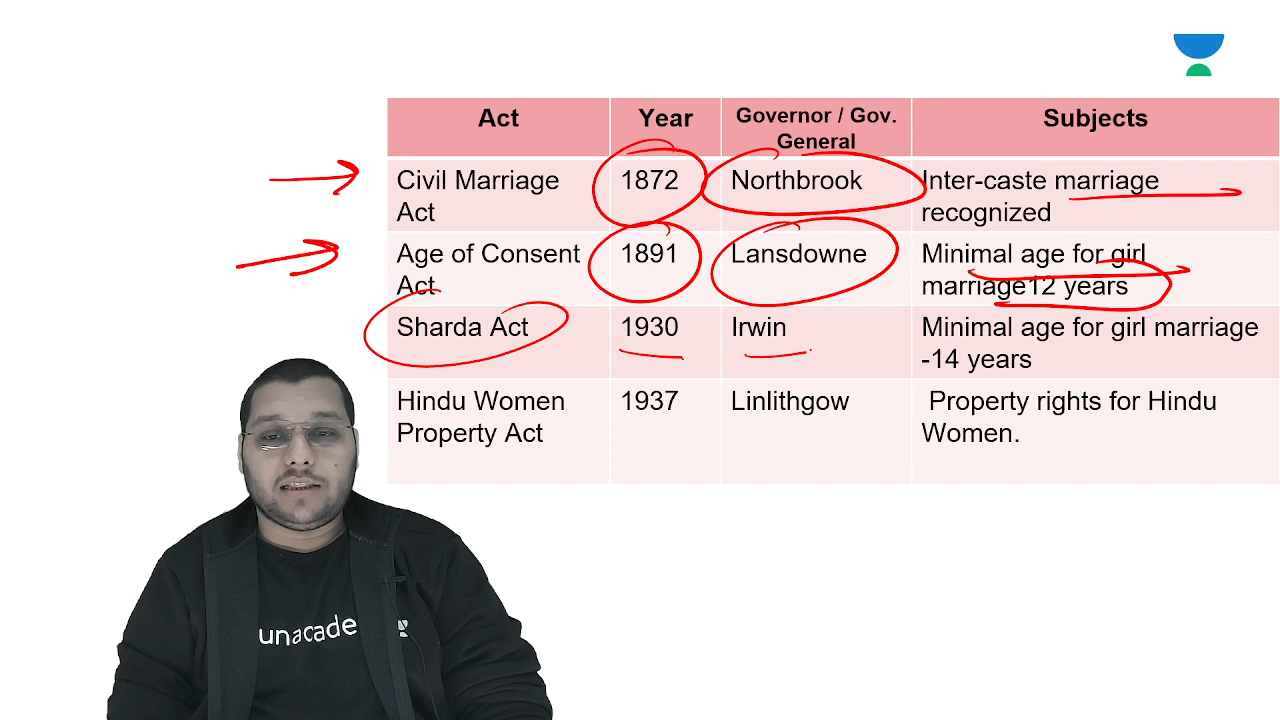 Act
Year
Governor / Gov.
General
Subjects
Civil Marriage
Act
1872
Northbrook
Inter-caste marriage
recognized
Age of Consent
Act
1891
Lansdowne
Minimal age for girl
marriage12 years
Sharda Act
1930
Irwin
Minimal age for girl marriage
-14 years
Hindu Women
Property Act
1937
Linlithgow
Property rights for Hindu
Women.
unacade